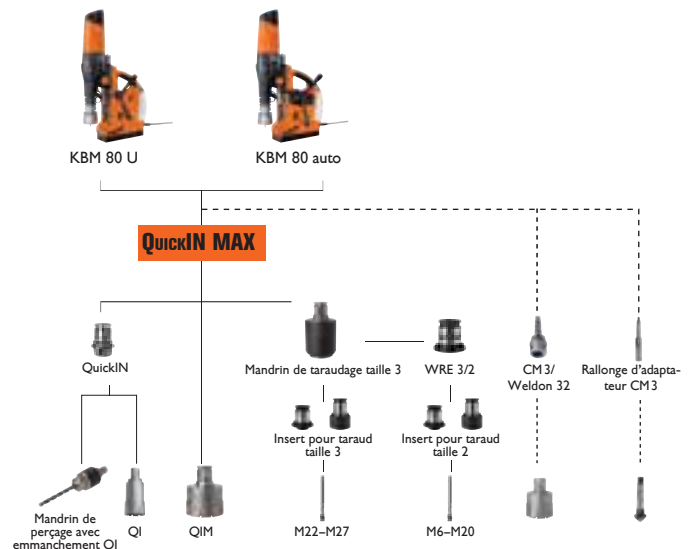 KBM 80 U
KBM 80 auto
QuickIN MAX
QuickIN
Mandrin de taraudage taille 3
WRE 3/2
CM 3/
Weldon 32
Rallonge d'adapta-
teur CM 3
Insert pour taraud
taille 3
Insert pour taraud
taille 2
Mandrin de
perçage avec
emmanchement QI
QI
QIM
M22–M27
M6–M20